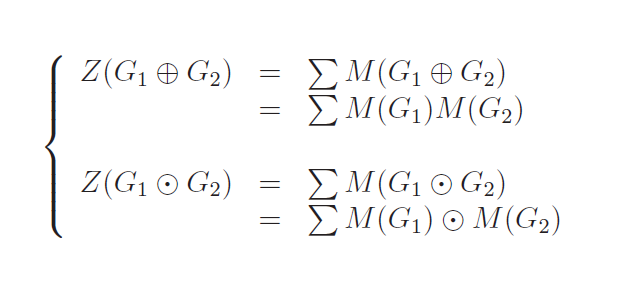 Z(G₁ ⊕ G₂) = ∑ M(G₁ ⊕ G₂)
= ∑ M(G₁)M(G₂)
Z(G₁ ⊙ G₂) = ∑ M(G₁ ⊙ G₂)
= ∑ M(G₁) ⊙ M(G₂)